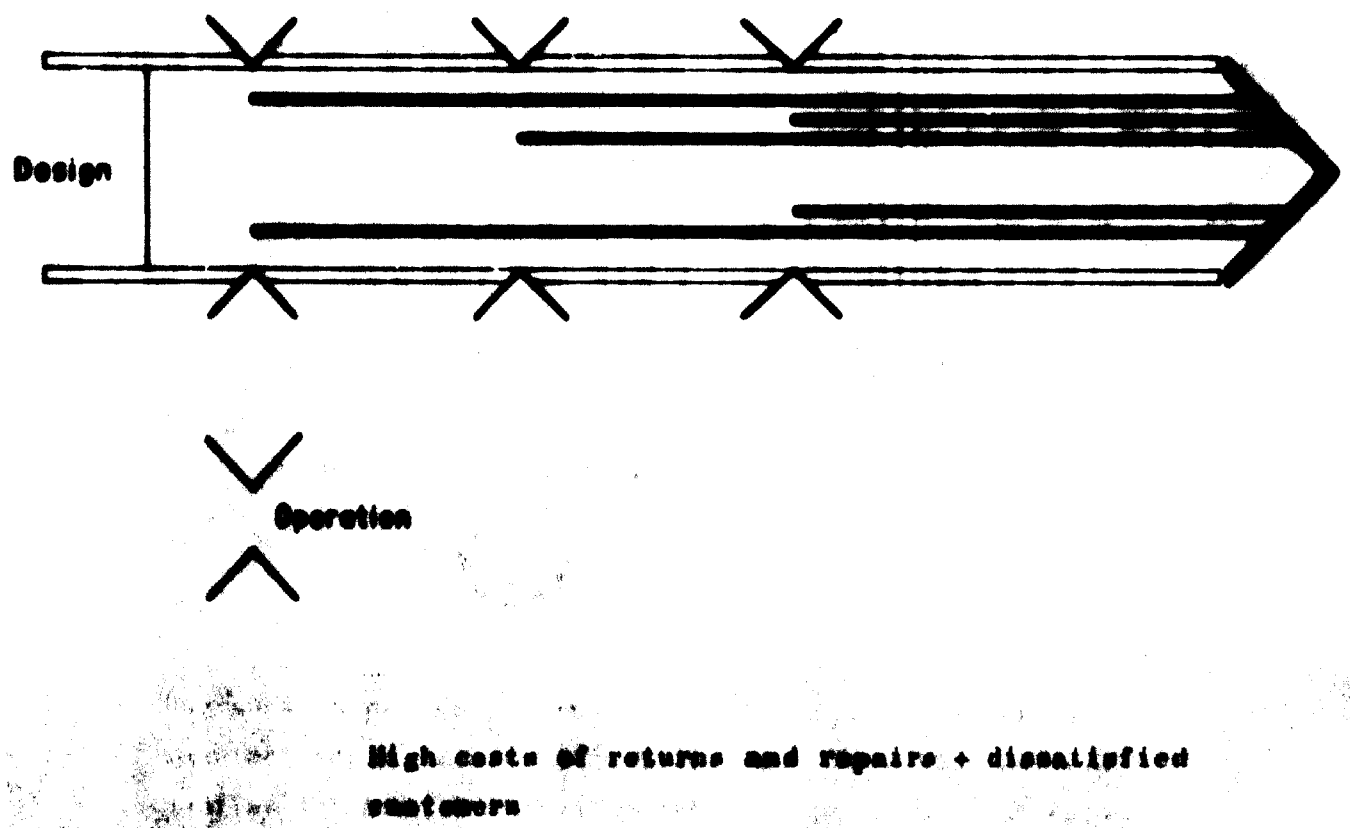 Design
Operation
High costs of returns and repairs + dissatisfied
customers